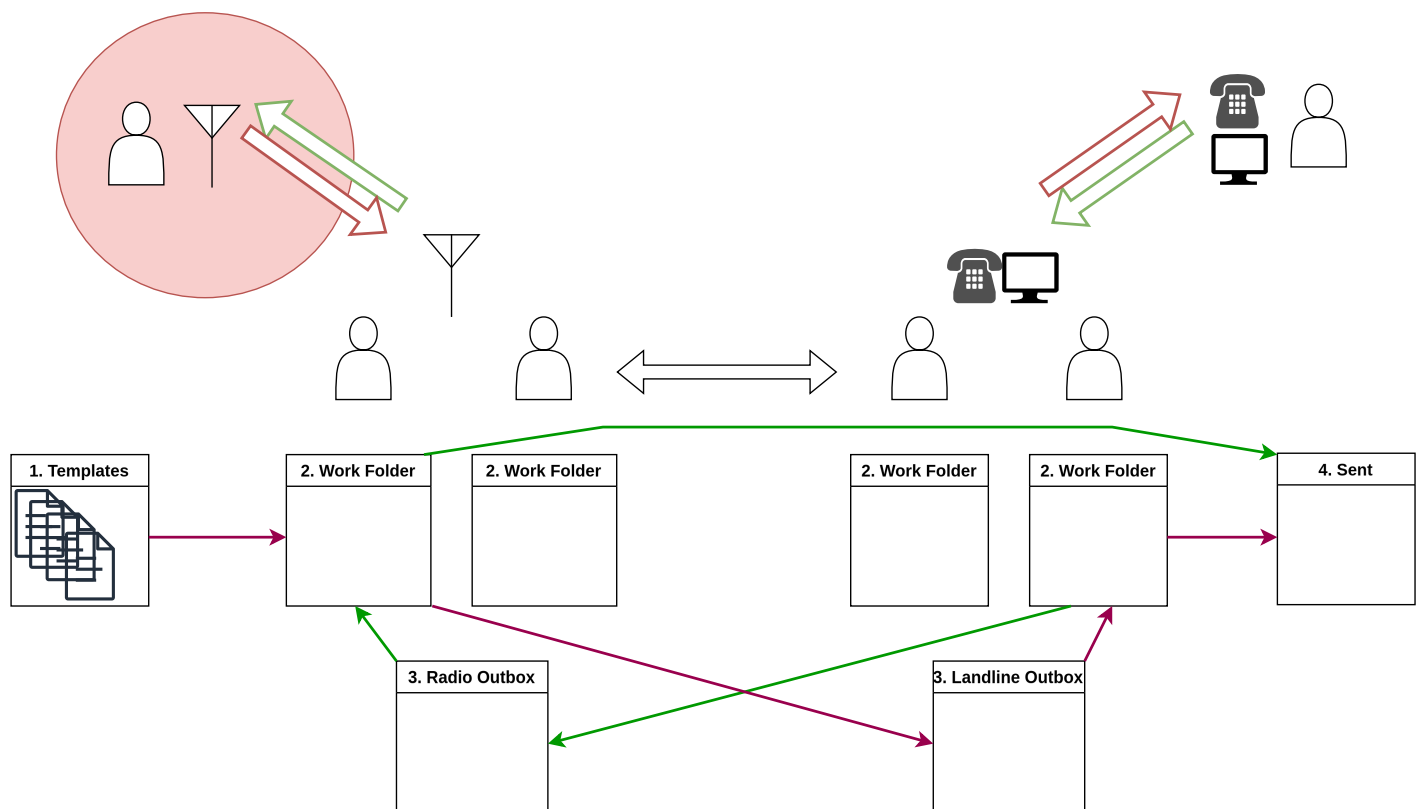 1. Templates
2. Work Folder
2. Work Folder
2. Work Folder
2. Work Folder
4. Sent
3. Radio Outbox
3. Landline Outbox